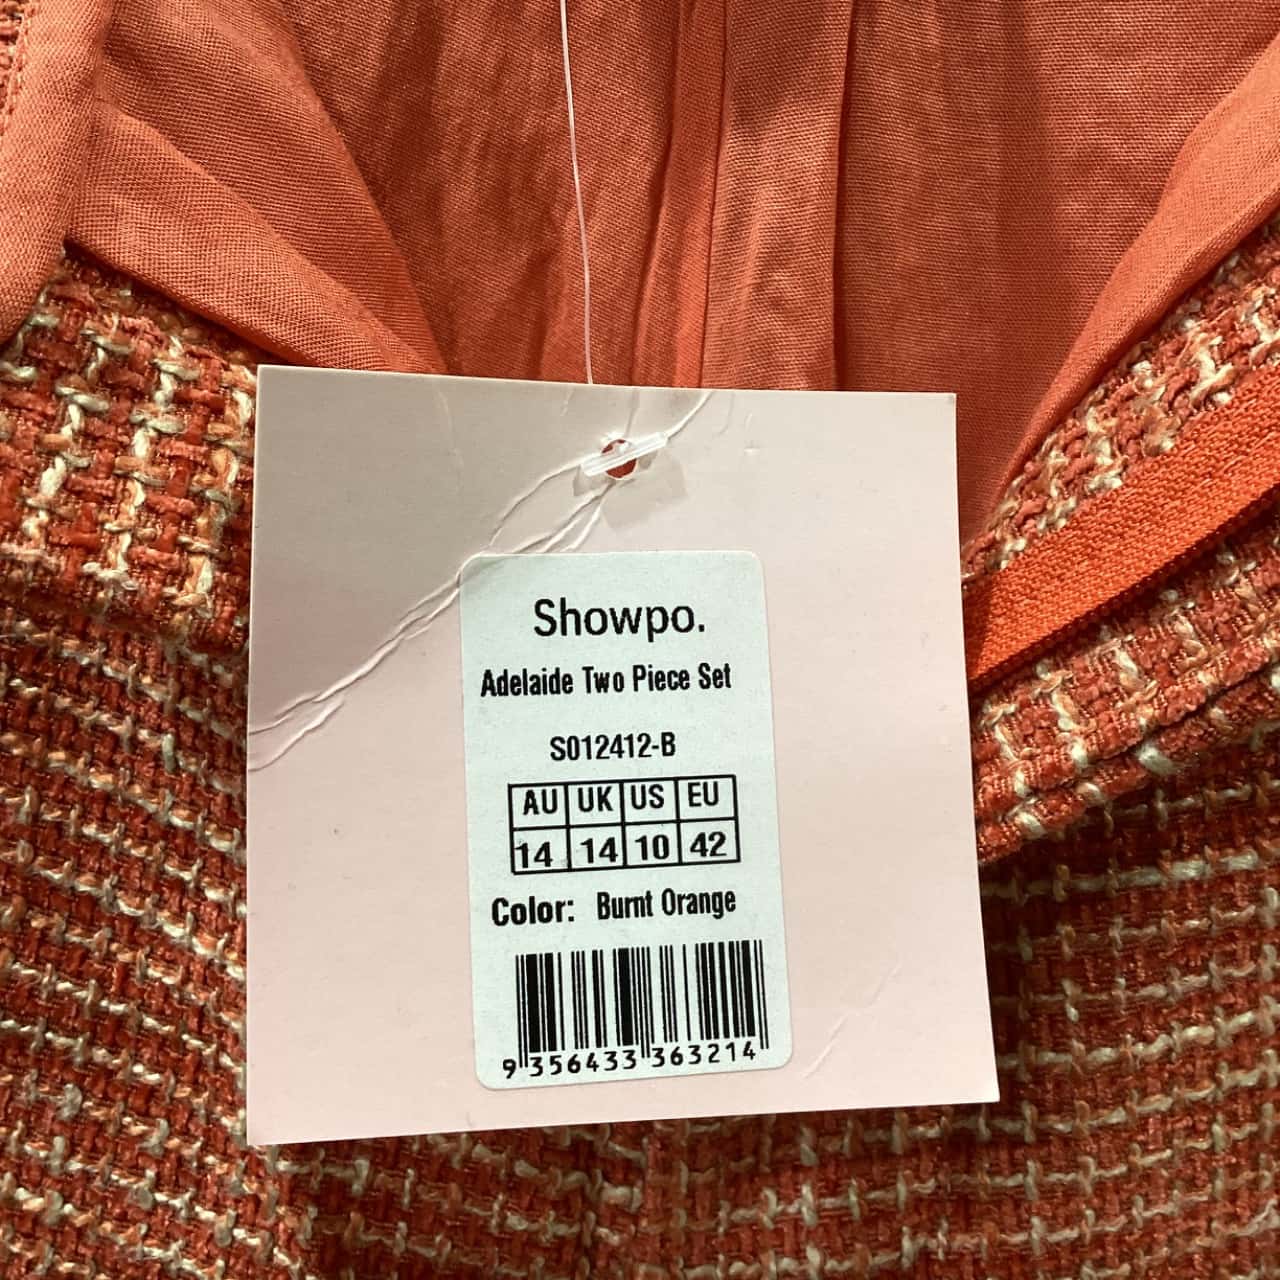 Showpo.
Adelaide Two Piece Set
S012412-B
AU UK US EU
14 14 10 42
Color: Burnt Orange
9 356433 363214